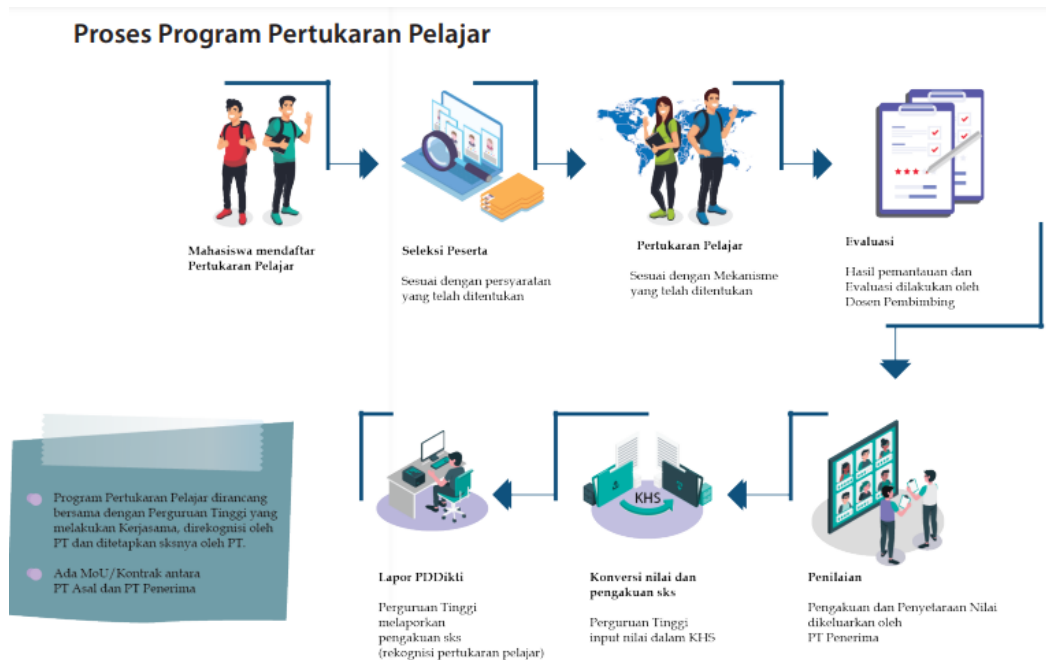 Proses Program Pertukaran Pelajar
Mahasiswa mendaftar
Pertukaran Pelajar
Seleksi Peserta
Sesuai dengan persyaratan
yang telah ditentukan
Pertukaran Pelajar
Sesuai dengan Mekanisme
yang telah ditentukan
Evaluasi
Hasil pemantauan dan
Evaluasi dilakukan oleh
Dosen Pembimbing
Penilaian
Pengakuan dan Penyetaraan Nilai
dikeluarkan oleh
PT Penerima
KHS
Konversi nilai dan
pengakuan sks
Perguruan Tinggi
input nilai dalam KHS
Lapor PDDikti
Perguruan Tinggi
melaporkan
pengakuan sks
(rekognisi pertukaran pelajar)
Program Pertukaran Pelajar dirancang
bersama dengan Perguruan Tinggi yang
melakukan Kerjasama, direkognisi oleh
PT dan ditetapkan sksnya oleh PT.
Ada MoU/Kontrak antara
PT Asal dan PT Penerima